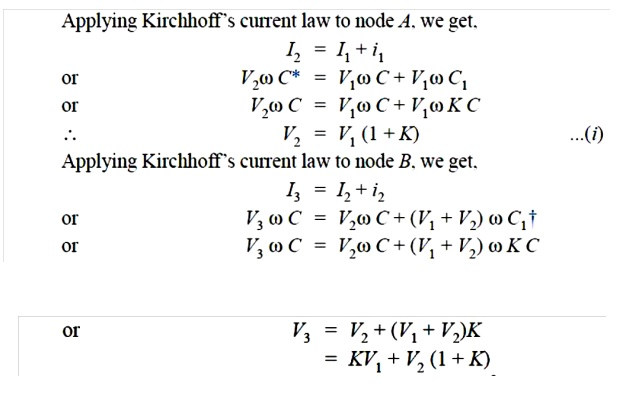 Applying Kirchhoff's current law to node A, we get,
I₂ = I₁ + i₁
or V₂ω C* = V₁ω C + V₁ω C₁
or V₂ω C = V₁ω C + V₁ω K C
∴ V₂ = V₁ (1 + K) ...(i)
Applying Kirchhoff's current law to node B, we get,
I₃ = I₂ + i₂
or V₃ ω C = V₂ω C + (V₁ + V₂) ω C₁†
or V₃ ω C = V₂ω C + (V₁ + V₂) ω K C
or V₃ = V₂ + (V₁ + V₂)K
= KV₁ + V₂ (1 + K)